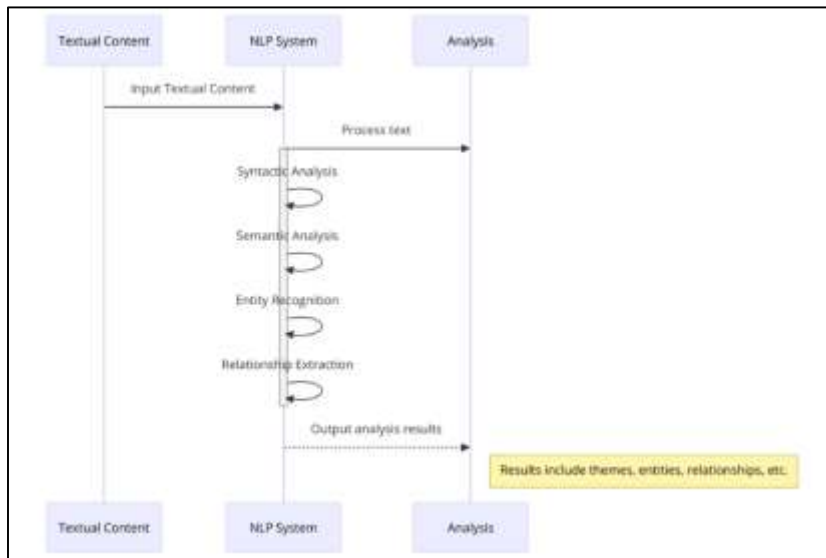 Textual Content
NLP System
Analysis
Input Textual Content
Process text
Syntactic Analysis
Semantic Analysis
Entity Recognition
Relationship Extraction
Output analysis results
Results include themes, entities, relationships, etc.
Textual Content
NLP System
Analysis